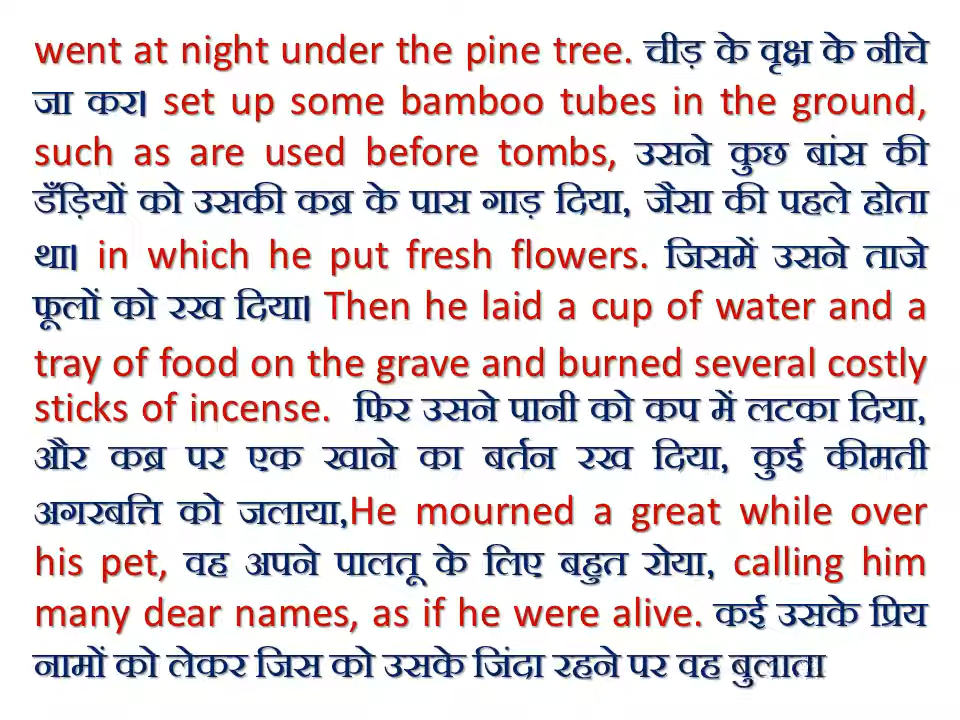 went at night under the pine tree. चीड़ के वृक्ष के नीचे
जा कर। set up some bamboo tubes in the ground,
such as are used before tombs, उसने कुछ बांस की
डँड़ियों को उसकी कब्र के पास गाड़ दिया, जैसा की पहले होता
था। in which he put fresh flowers. जिसमें उसने ताजे
फूलों को रख दिया। Then he laid a cup of water and a
tray of food on the grave and burned several costly
sticks of incense. फिर उसने पानी को कप में लटका दिया,
और कब्र पर एक खाने का बर्तन रख दिया, कुई कीमती
अगरबत्ति को जलाया,He mourned a great while over
his pet, वह अपने पालतू के लिए बहुत रोया, calling him
many dear names, as if he were alive. कई उसके प्रिय
नामों को लेकर जिस को उसके जिंदा रहने पर वह बुलाता